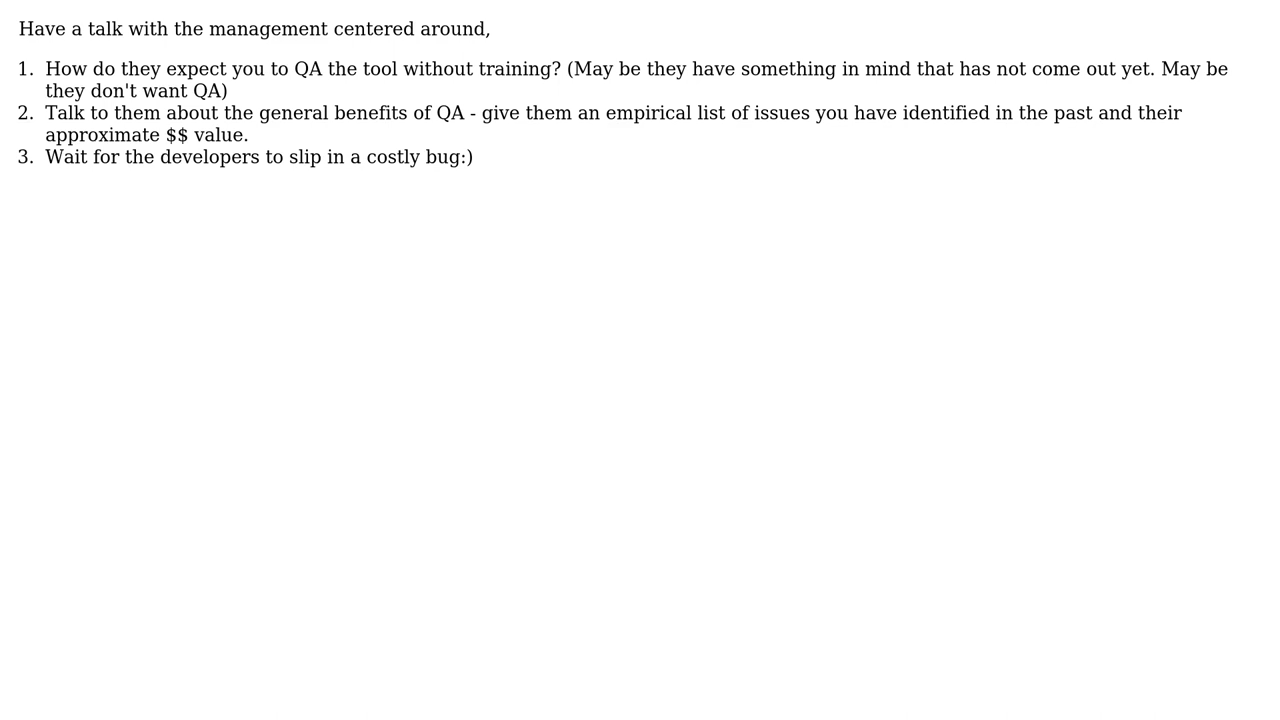 Have a talk with the management centered around,
1. How do they expect you to QA the tool without training? (May be they have something in mind that has not come out yet. May be
they don't want QA)
2. Talk to them about the general benefits of QA - give them an empirical list of issues you have identified in the past and their
approximate $$ value.
3. Wait for the developers to slip in a costly bug:)